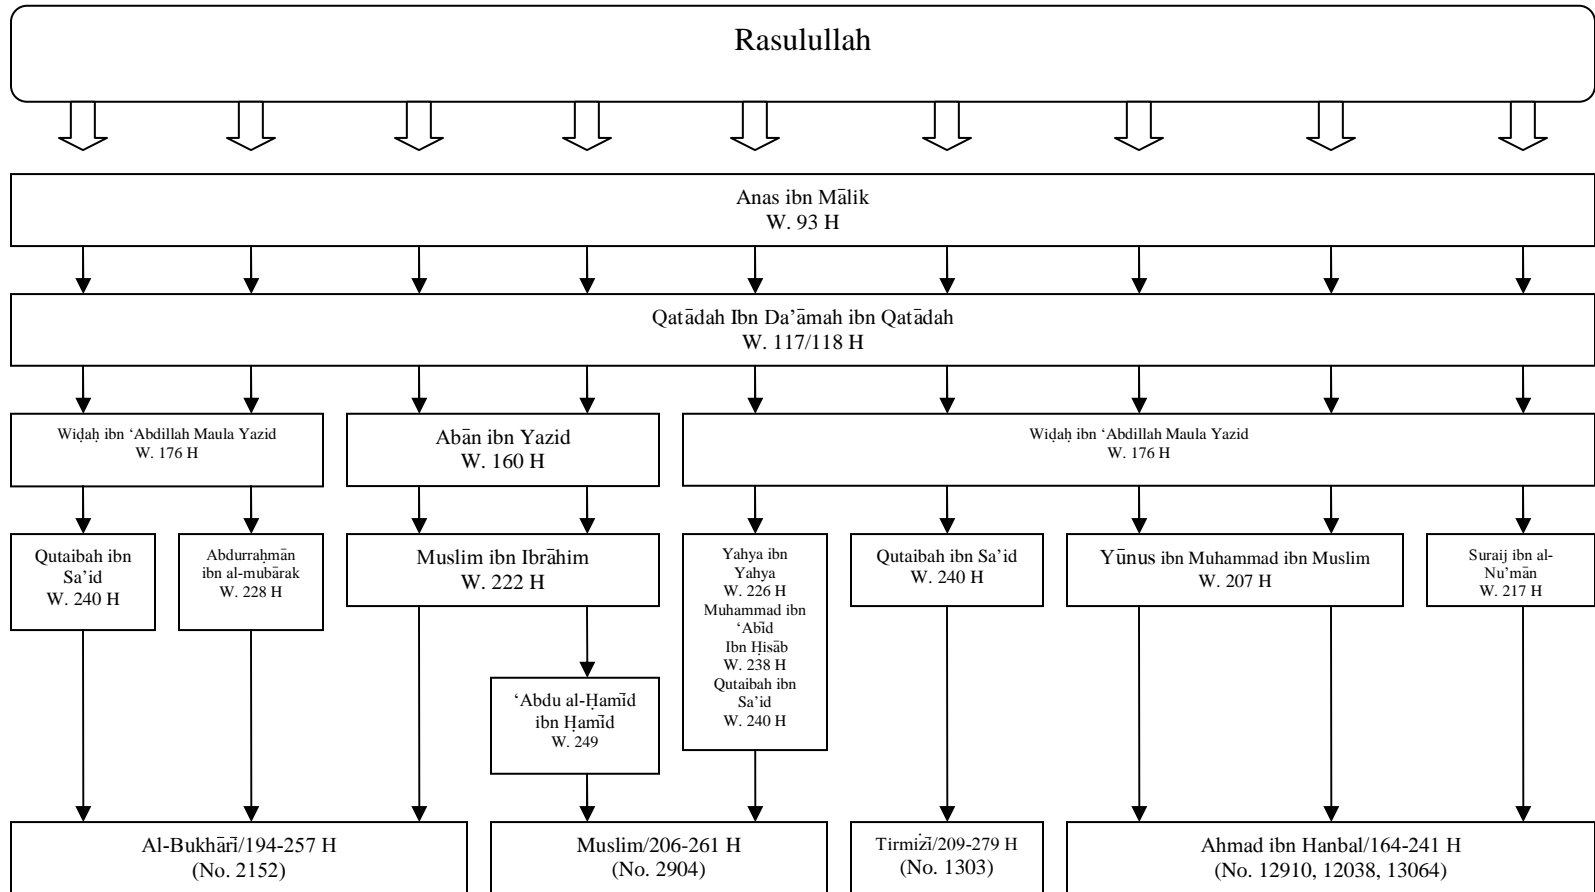 Rasulullah
Anas ibn Mālik
W. 93 H
Qatādah Ibn Da’āmah ibn Qatādah
W. 117/118 H
Wiḍaḥ ibn ‘Abdillah Maula Yazid
W. 176 H
Abān ibn Yazid
W. 160 H
Wiḍaḥ ibn ‘Abdillah Maula Yazid
W. 176 H
Qutaibah ibn
Sa’id
W. 240 H
Abdurraḥmān
ibn al-mubārak
W. 228 H
Muslim ibn Ibrāhim
W. 222 H
Yahya ibn
Yahya
W. 226 H
Muhammad ibn
‘Abīd
Ibn Ḥisāb
W. 238 H
Qutaibah ibn
Sa’id
W. 240 H
Qutaibah ibn Sa’id
W. 240 H
Yūnus ibn Muhammad ibn Muslim
W. 207 H
Suraij ibn al-
Nu’mān
W. 217 H
‘Abdu al-Ḥamīd
ibn Ḥamīd
W. 249
Al-Bukhārī/194-257 H
(No. 2152)
Muslim/206-261 H
(No. 2904)
Tirmiżī/209-279 H
(No. 1303)
Ahmad ibn Hanbal/164-241 H
(No. 12910, 12038, 13064)